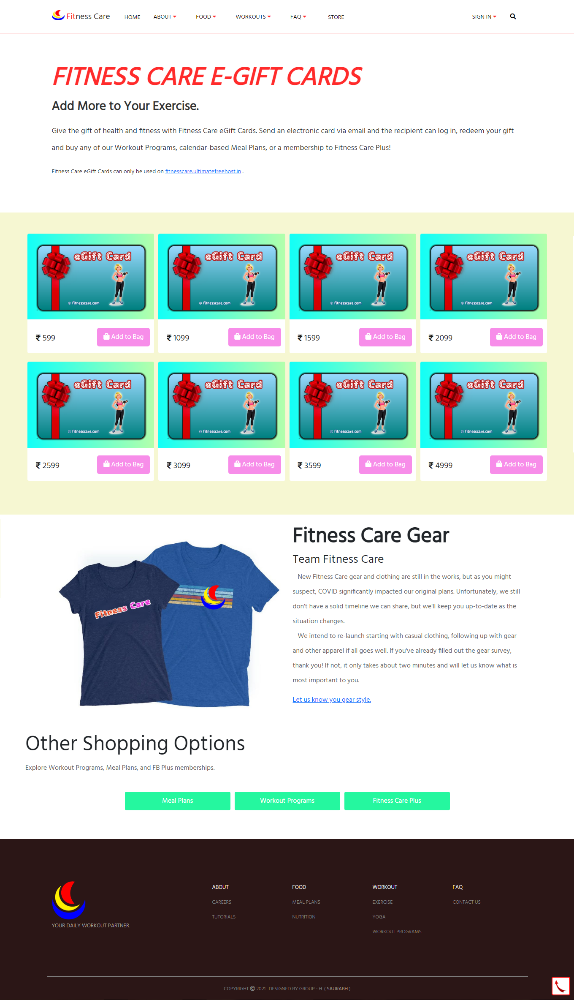 Fitness Care
HOME
ABOUT
FOOD
WORKOUTS
FAQ
STORE
SIGN IN
FITNESS CARE E-GIFT CARDS
Add More to Your Exercise.
Give the gift of health and fitness with Fitness Care eGift Cards. Send an electronic card via email and the recipient can log in, redeem your gift
and buy any of our Workout Programs, calendar-based Meal Plans, or a membership to Fitness Care Plus!
Fitness Care eGift Cards can only be used on fitnesscare.ultimatefreehost.in .
eGift Card
© fitnesscare.com
eGift Card
© fitnesscare.com
eGift Card
© fitnesscare.com
eGift Card
© fitnesscare.com
₹ 599
Add to Bag
₹ 1099
Add to Bag
₹ 1599
Add to Bag
₹ 2099
Add to Bag
eGift Card
© fitnesscare.com
eGift Card
© fitnesscare.com
eGift Card
© fitnesscare.com
eGift Card
© fitnesscare.com
₹ 2599
Add to Bag
₹ 3099
Add to Bag
₹ 3599
Add to Bag
₹ 4999
Add to Bag
Fitness Care
Fitness Care Gear
Team Fitness Care
New Fitness Care gear and clothing are still in the works, but as you might
suspect, COVID significantly impacted our original plans. Unfortunately, we still
don't have a solid timeline we can share, but we'll keep you up-to-date as the
situation changes.
We intend to re-launch starting with casual clothing, following up with gear
and other apparel if all goes well. If you've already filled out the gear survey,
thank you! If not, it only takes about two minutes and will let us know what is
most important to you.
Let us know you gear style.
Other Shopping Options
Explore Workout Programs, Meal Plans, and FB Plus memberships.
Meal Plans
Workout Programs
Fitness Care Plus
YOUR DAILY WORKOUT PARTNER.
ABOUT
CAREERS
TUTORIALS
FOOD
MEAL PLANS
NUTRITION
WORKOUT
EXERCISE
YOGA
WORKOUT PROGRAMS
FAQ
CONTACT US
COPYRIGHT © 2021 . DESIGNED BY GROUP - H .( SAURABH )